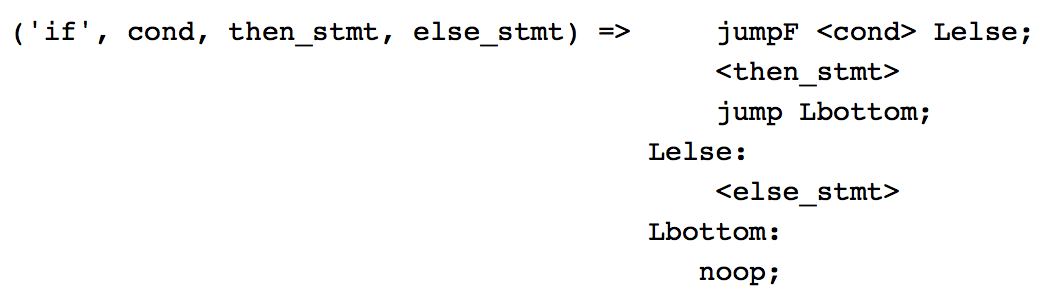 ('if', cond, then_stmt, else_stmt) => jumpF <cond> Lelse;
<then_stmt>
jump Lbottom;
Lelse:
<else_stmt>
Lbottom:
noop;